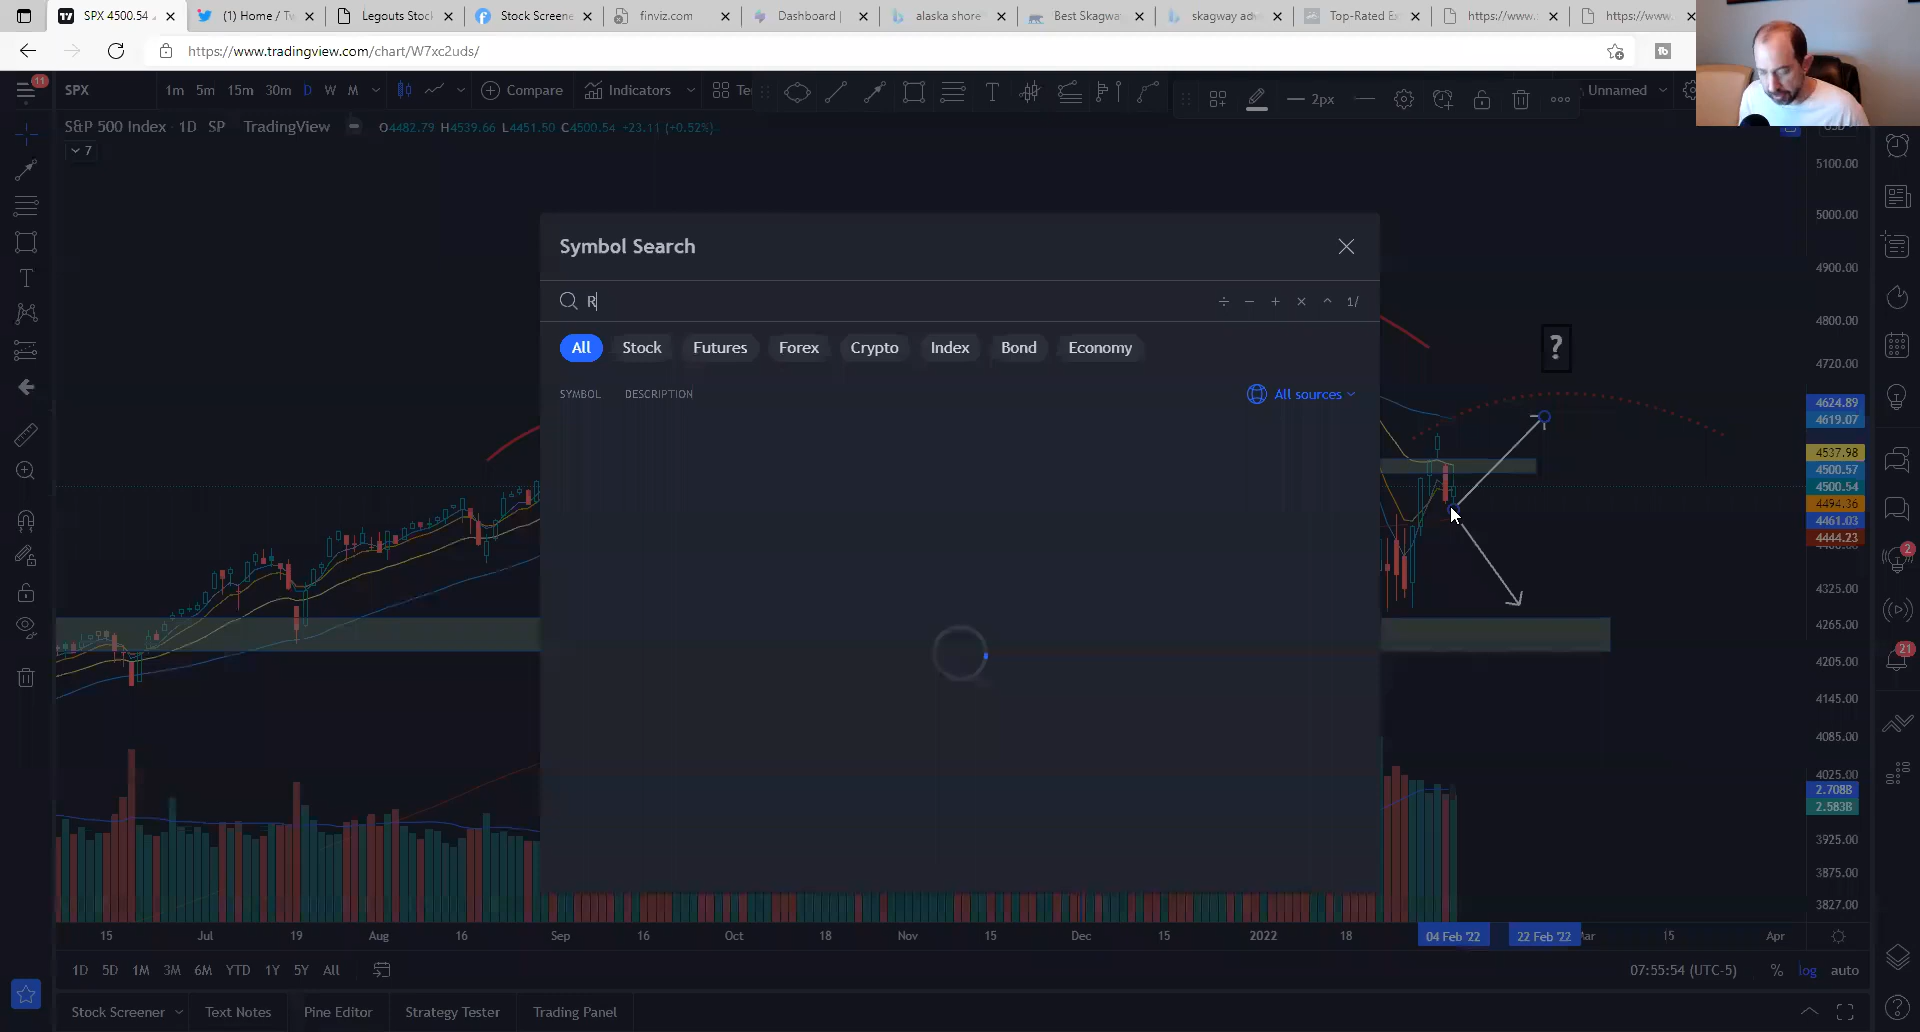 SPX 4500.54
(1) Home / Tw
Legouts Stoc
Stock Screene
finviz.com
Dashboard |
alaska shore
Best Skagwa
skagway adv
Top-Rated Ex
https://www.
https://www.
https://www.tradingview.com/chart/W7xc2uds/
11
SPX
1m 5m 15m 30m D W M
Compare
Indicators
Te
2px
Unnamed
S&P 500 Index · 1D · SP · TradingView
O4482.79 H4539.66 L4451.50 C4500.54 +23.11 (+0.52%)
7
Symbol Search
R
÷ − + × ^ 1/
All Stock Futures Forex Crypto Index Bond Economy
SYMBOL DESCRIPTION
All sources
?
5100.00
5000.00
4900.00
4800.00
4720.00
4624.89
4619.07
4537.98
4500.57
4500.54
4494.36
4461.03
4444.23
4325.00
4265.00
4205.00
4145.00
4085.00
4025.00
2.708B
2.583B
3925.00
3875.00
3827.00
2
21
15 Jul 19 Aug 16 Sep 16 Oct 18 Nov 15 Dec 15 2022 18 04 Feb '22 22 Feb '22 Mar 15 Apr
1D 5D 1M 3M 6M YTD 1Y 5Y All
07:55:54 (UTC-5) % log auto
Stock Screener Text Notes Pine Editor Strategy Tester Trading Panel